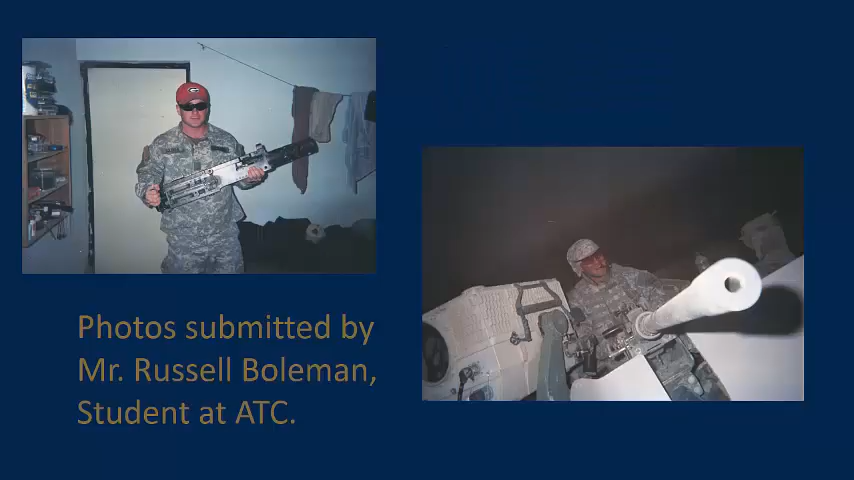 Photos submitted by
Mr. Russell Boleman,
Student at ATC.